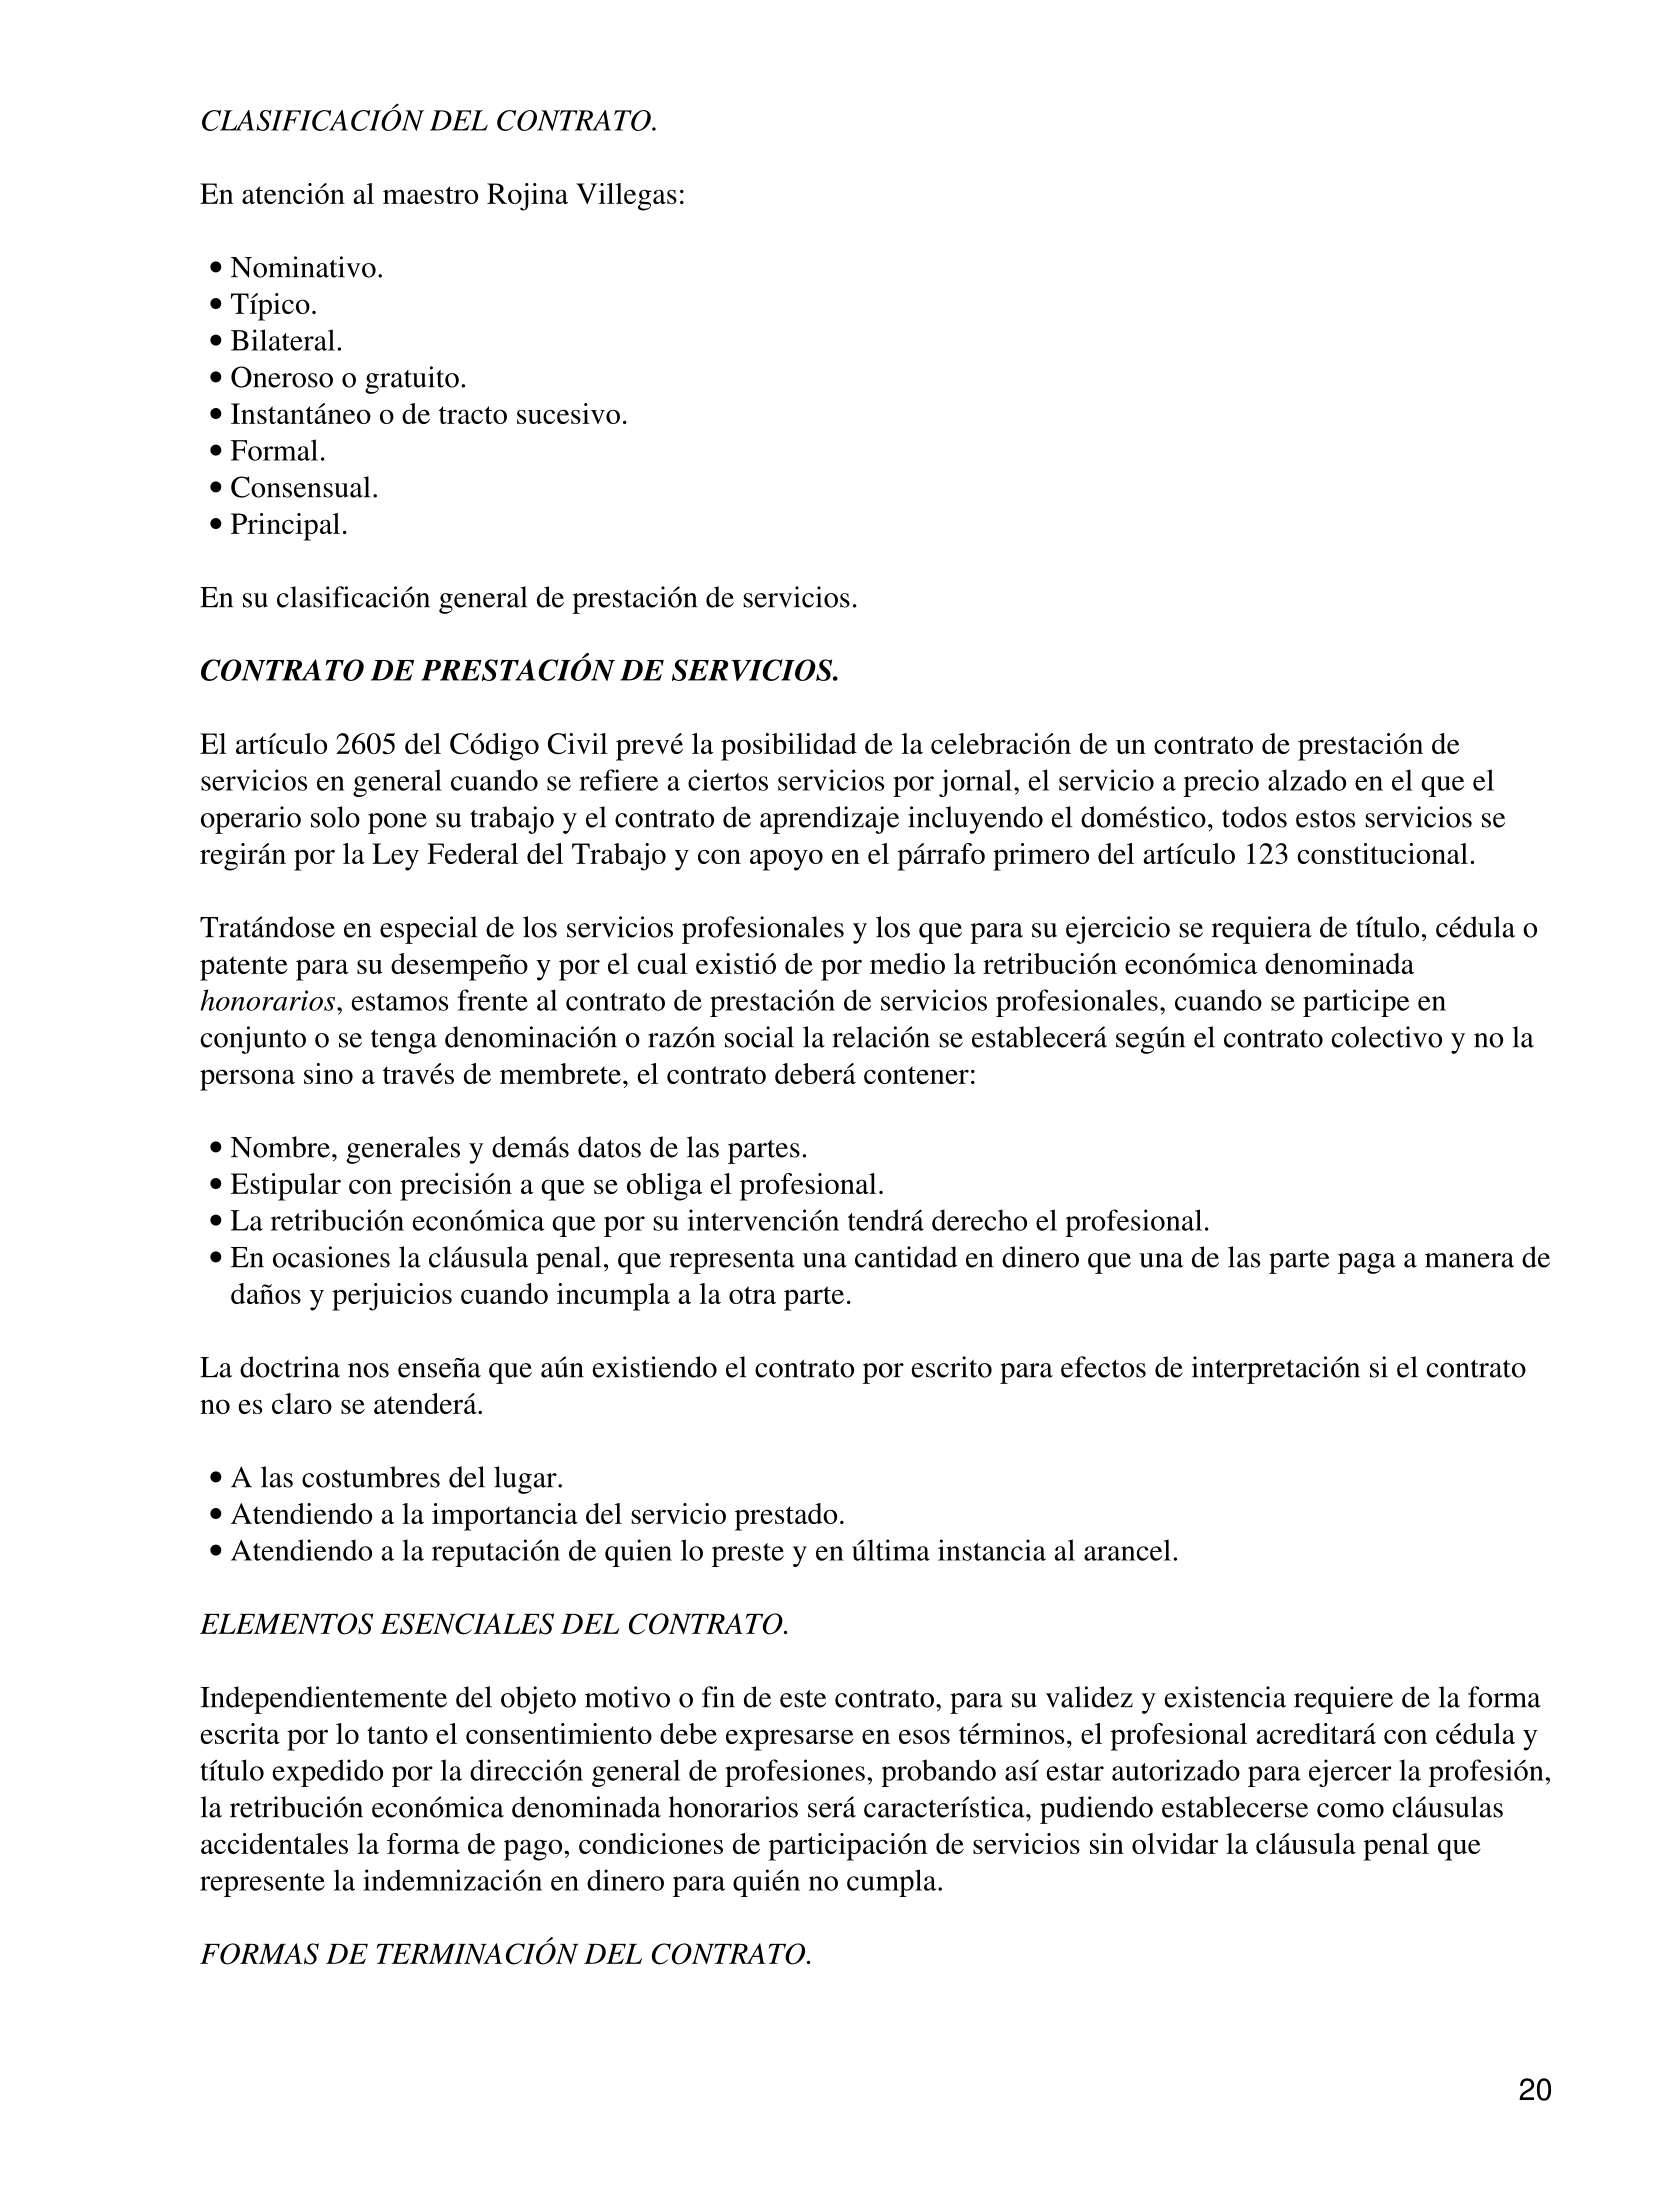 CLASIFICACIÓN DEL CONTRATO.
En atención al maestro Rojina Villegas:
• Nominativo.
• Típico.
• Bilateral.
• Oneroso o gratuito.
• Instantáneo o de tracto sucesivo.
• Formal.
• Consensual.
• Principal.
En su clasificación general de prestación de servicios.
CONTRATO DE PRESTACIÓN DE SERVICIOS.
El artículo 2605 del Código Civil prevé la posibilidad de la celebración de un contrato de prestación de
servicios en general cuando se refiere a ciertos servicios por jornal, el servicio a precio alzado en el que el
operario solo pone su trabajo y el contrato de aprendizaje incluyendo el doméstico, todos estos servicios se
regirán por la Ley Federal del Trabajo y con apoyo en el párrafo primero del artículo 123 constitucional.
Tratándose en especial de los servicios profesionales y los que para su ejercicio se requiera de título, cédula o
patente para su desempeño y por el cual existió de por medio la retribución económica denominada
honorarios, estamos frente al contrato de prestación de servicios profesionales, cuando se participe en
conjunto o se tenga denominación o razón social la relación se establecerá según el contrato colectivo y no la
persona sino a través de membrete, el contrato deberá contener:
• Nombre, generales y demás datos de las partes.
• Estipular con precisión a que se obliga el profesional.
• La retribución económica que por su intervención tendrá derecho el profesional.
• En ocasiones la cláusula penal, que representa una cantidad en dinero que una de las parte paga a manera de
daños y perjuicios cuando incumpla a la otra parte.
La doctrina nos enseña que aún existiendo el contrato por escrito para efectos de interpretación si el contrato
no es claro se atenderá.
• A las costumbres del lugar.
• Atendiendo a la importancia del servicio prestado.
• Atendiendo a la reputación de quien lo preste y en última instancia al arancel.
ELEMENTOS ESENCIALES DEL CONTRATO.
Independientemente del objeto motivo o fin de este contrato, para su validez y existencia requiere de la forma
escrita por lo tanto el consentimiento debe expresarse en esos términos, el profesional acreditará con cédula y
título expedido por la dirección general de profesiones, probando así estar autorizado para ejercer la profesión,
la retribución económica denominada honorarios será característica, pudiendo establecerse como cláusulas
accidentales la forma de pago, condiciones de participación de servicios sin olvidar la cláusula penal que
represente la indemnización en dinero para quién no cumpla.
FORMAS DE TERMINACIÓN DEL CONTRATO.
20